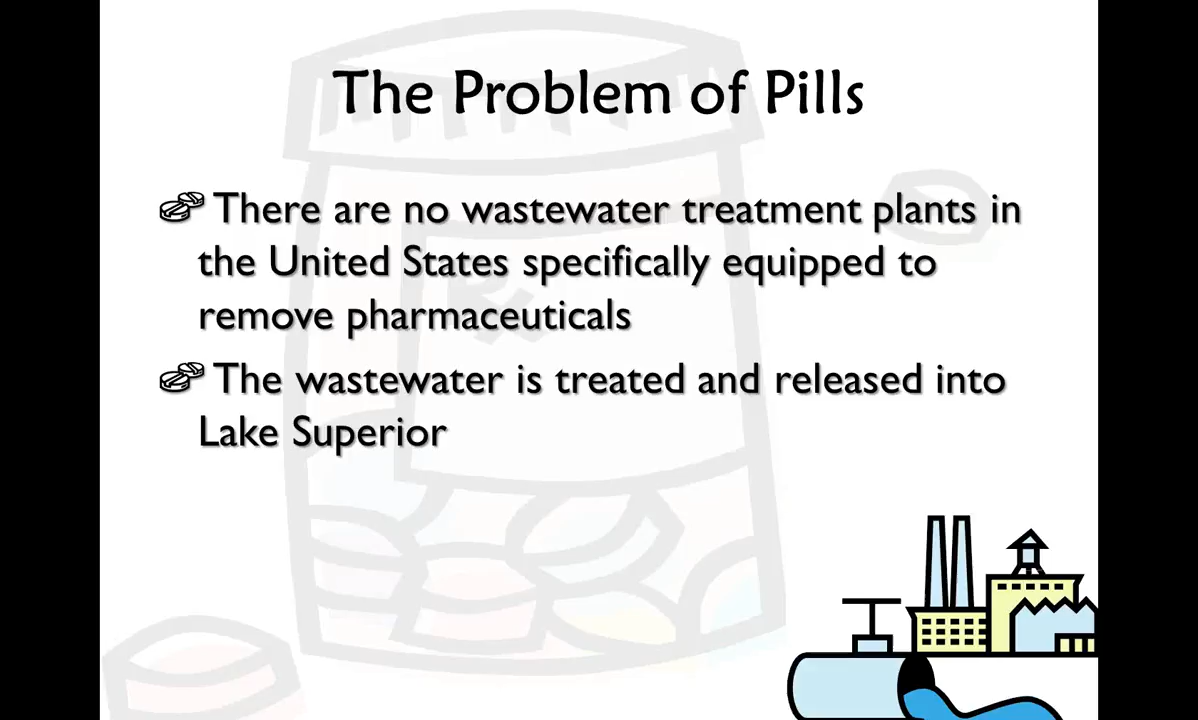 The Problem of Pills
There are no wastewater treatment plants in
the United States specifically equipped to
remove pharmaceuticals
The wastewater is treated and released into
Lake Superior